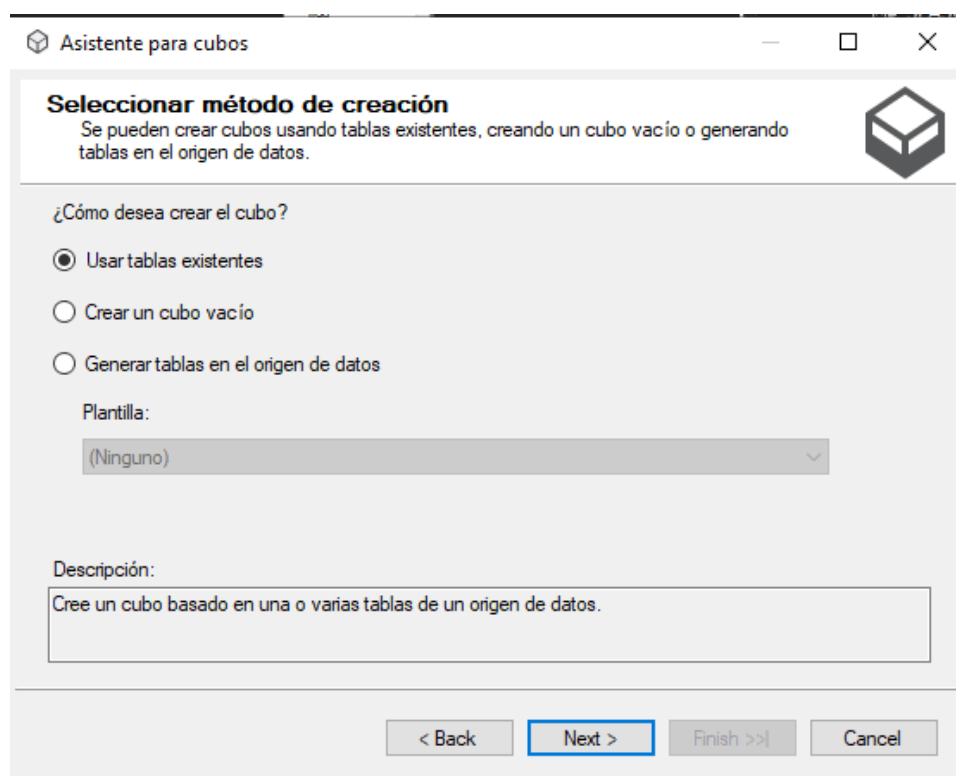 Asistente para cubos
Seleccionar método de creación
Se pueden crear cubos usando tablas existentes, creando un cubo vacío o generando
tablas en el origen de datos.
¿Cómo desea crear el cubo?
Usar tablas existentes
Crear un cubo vacío
Generar tablas en el origen de datos
Plantilla:
(Ninguno)
Descripción:
Cree un cubo basado en una o varias tablas de un origen de datos.
< Back
Next >
Finish >>|
Cancel